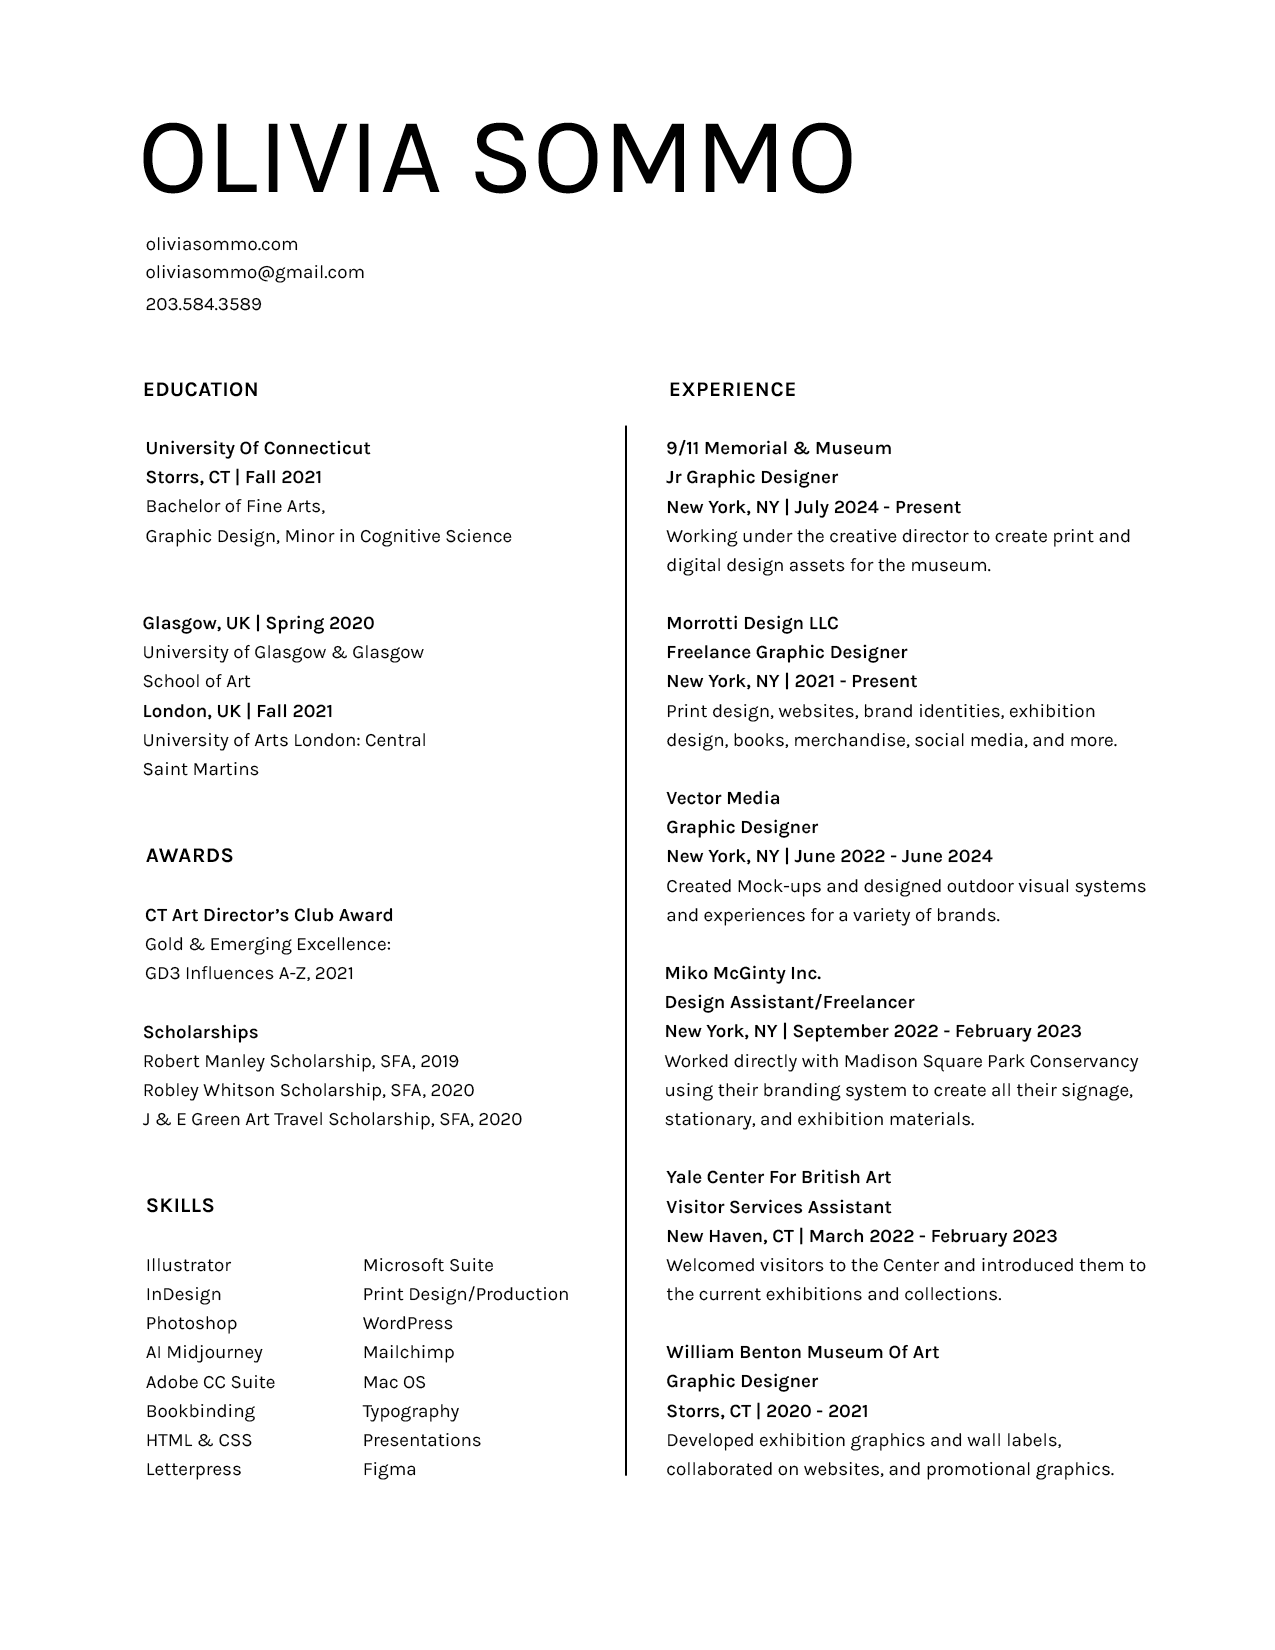 OLIVIA SOMMO
oliviasommo.com
oliviasommo@gmail.com
203.584.3589
EDUCATION
University Of Connecticut
Storrs, CT | Fall 2021
Bachelor of Fine Arts,
Graphic Design, Minor in Cognitive Science
Glasgow, UK | Spring 2020
University of Glasgow & Glasgow
School of Art
London, UK | Fall 2021
University of Arts London: Central
Saint Martins
AWARDS
CT Art Director’s Club Award
Gold & Emerging Excellence:
GD3 Influences A-Z, 2021
Scholarships
Robert Manley Scholarship, SFA, 2019
Robley Whitson Scholarship, SFA, 2020
J & E Green Art Travel Scholarship, SFA, 2020
SKILLS
Illustrator
InDesign
Photoshop
AI Midjourney
Adobe CC Suite
Bookbinding
HTML & CSS
Letterpress
Microsoft Suite
Print Design/Production
WordPress
Mailchimp
Mac OS
Typography
Presentations
Figma
EXPERIENCE
9/11 Memorial & Museum
Jr Graphic Designer
New York, NY | July 2024 - Present
Working under the creative director to create print and
digital design assets for the museum.
Morrotti Design LLC
Freelance Graphic Designer
New York, NY | 2021 - Present
Print design, websites, brand identities, exhibition
design, books, merchandise, social media, and more.
Vector Media
Graphic Designer
New York, NY | June 2022 - June 2024
Created Mock-ups and designed outdoor visual systems
and experiences for a variety of brands.
Miko McGinty Inc.
Design Assistant/Freelancer
New York, NY | September 2022 - February 2023
Worked directly with Madison Square Park Conservancy
using their branding system to create all their signage,
stationary, and exhibition materials.
Yale Center For British Art
Visitor Services Assistant
New Haven, CT | March 2022 - February 2023
Welcomed visitors to the Center and introduced them to
the current exhibitions and collections.
William Benton Museum Of Art
Graphic Designer
Storrs, CT | 2020 - 2021
Developed exhibition graphics and wall labels,
collaborated on websites, and promotional graphics.